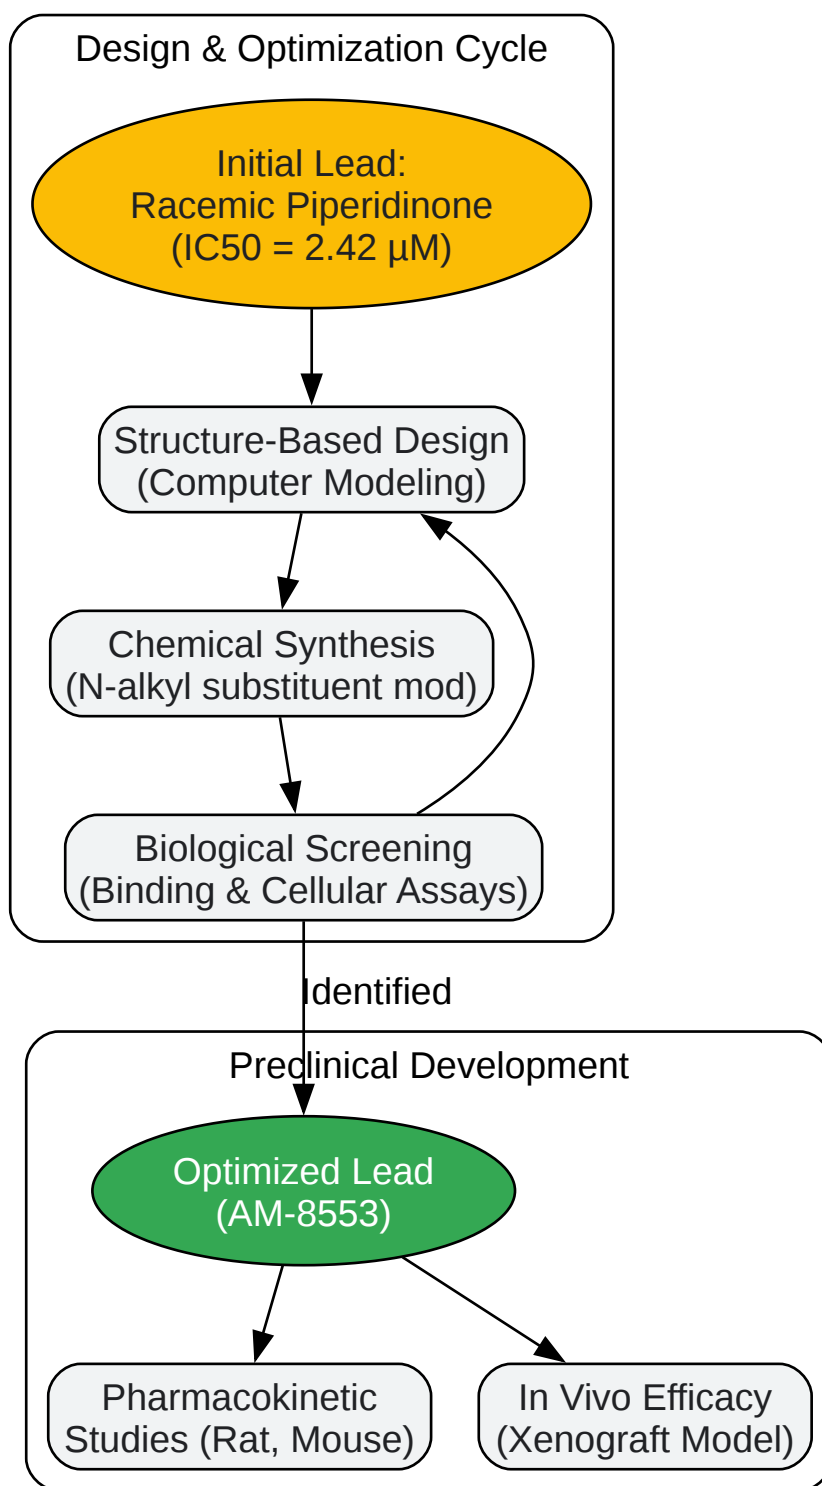 Design & Optimization Cycle
Initial Lead:
Racemic Piperidinone
(IC50 = 2.42 µM)
Structure-Based Design
(Computer Modeling)
Chemical Synthesis
(N-alkyl substituent mod)
Biological Screening
(Binding & Cellular Assays)
Identified
Preclinical Development
Optimized Lead
(AM-8553)
Pharmacokinetic
Studies (Rat, Mouse)
In Vivo Efficacy
(Xenograft Model)